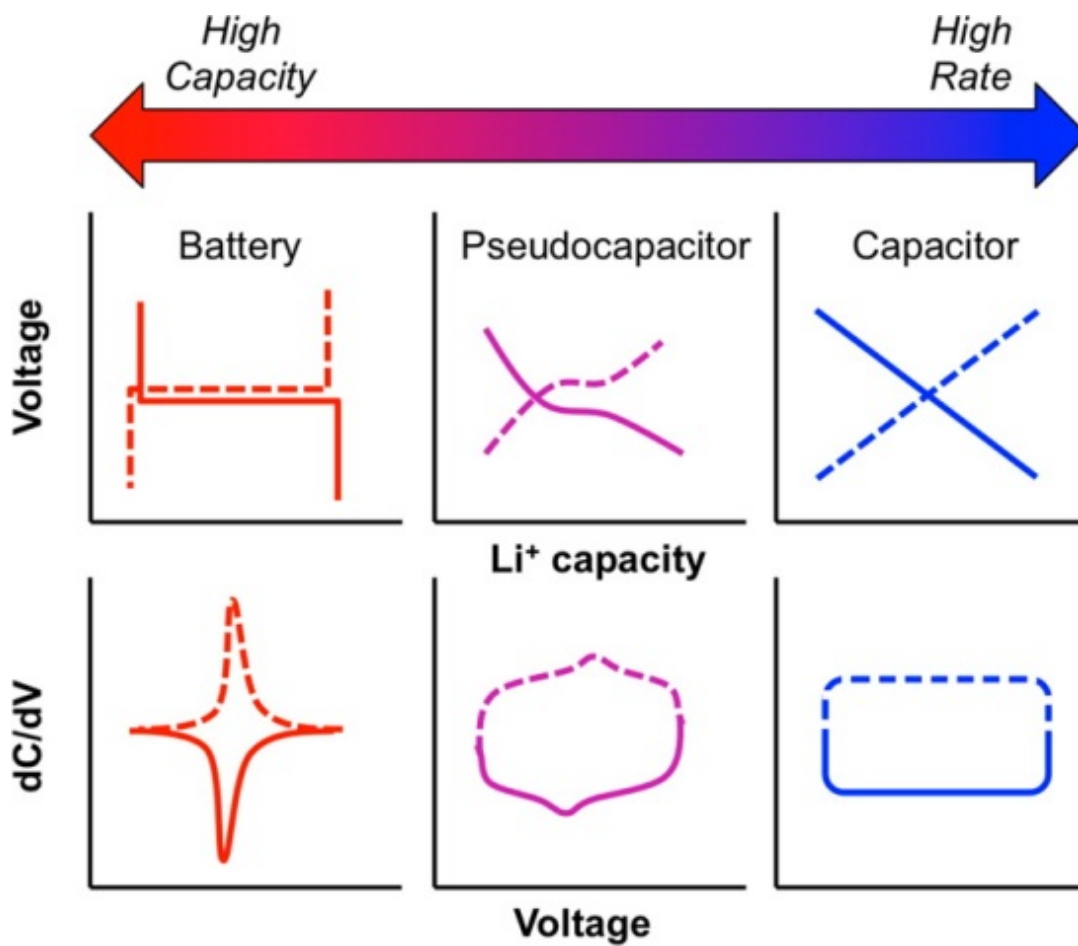 High
Capacity
High
Rate
Battery
Pseudocapacitor
Capacitor
Voltage
Li⁺ capacity
dC/dV
Voltage